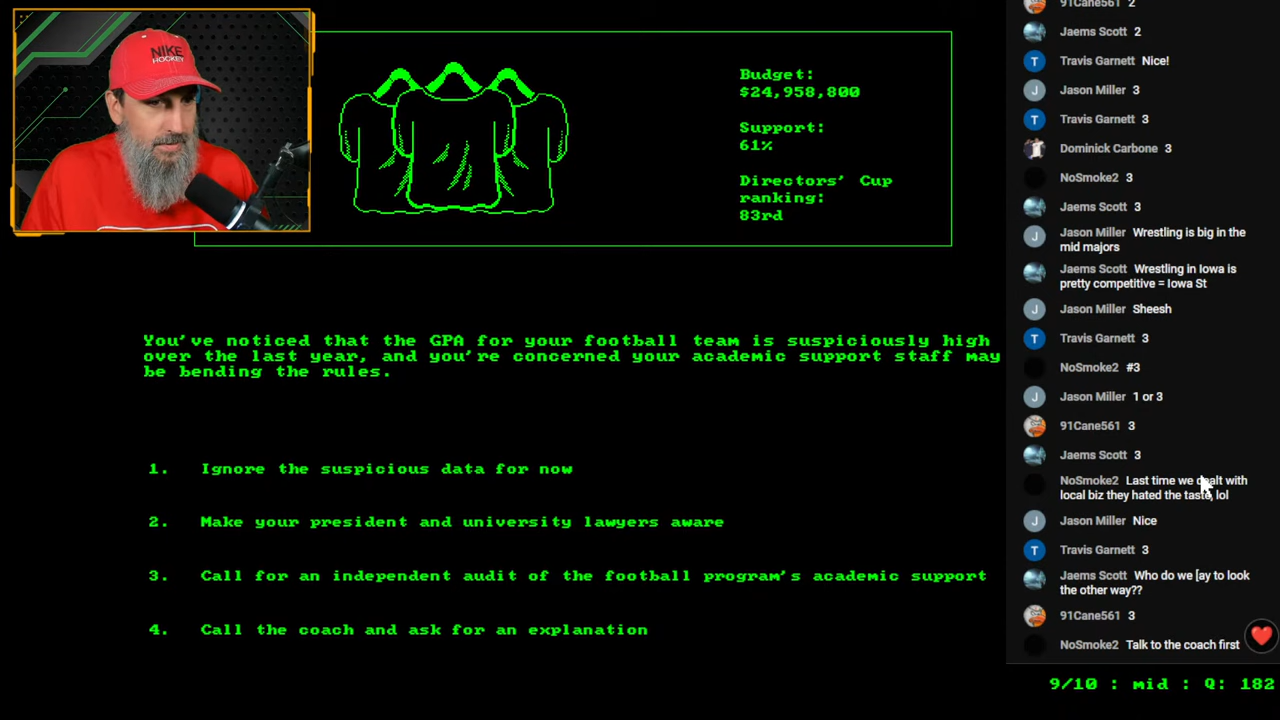 NIKE
HOCKEY
Budget:
$24,958,800
Support:
61%
Directors' Cup
ranking:
83rd
You've noticed that the GPA for your football team is suspiciously high
over the last year, and you're concerned your academic support staff may
be bending the rules.
1. Ignore the suspicious data for now
2. Make your president and university lawyers aware
3. Call for an independent audit of the football program's academic support
4. Call the coach and ask for an explanation
91Cane561 2
Jaems Scott 2
T Travis Garnett Nice!
J Jason Miller 3
T Travis Garnett 3
Dominick Carbone 3
NoSmoke2 3
Jaems Scott 3
J Jason Miller Wrestling is big in the
mid majors
Jaems Scott Wrestling in Iowa is
pretty competitive = Iowa St
J Jason Miller Sheesh
T Travis Garnett 3
NoSmoke2 #3
J Jason Miller 1 or 3
91Cane561 3
Jaems Scott 3
NoSmoke2 Last time we dealt with
local biz they hated the taste, lol
J Jason Miller Nice
T Travis Garnett 3
Jaems Scott Who do we [ay to look
the other way??
91Cane561 3
NoSmoke2 Talk to the coach first
9/10 : mid : Q: 182